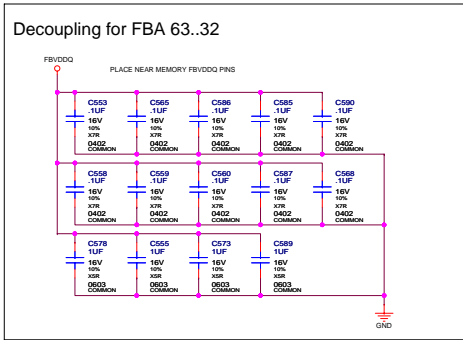 Decoupling for FBA 63..32
FBVDDQ
PLACE NEAR MEMORY FBVDDQ PINS
C553 C565 C586 C585 C590
.1UF .1UF .1UF .1UF .1UF
16V 16V 16V 16V 16V
10% 10% 10% 10% 10%
X7R X7R X7R X7R X7R
0402 0402 0402 0402 0402
COMMON COMMON COMMON COMMON COMMON
C558 C559 C560 C587 C568
.1UF .1UF .1UF .1UF .1UF
16V 16V 16V 16V 16V
10% 10% 10% 10% 10%
X7R X7R X7R X7R X7R
0402 0402 0402 0402 0402
COMMON COMMON COMMON COMMON COMMON
C578 C555 C573 C589
1UF 1UF 1UF 1UF
16V 16V 16V 16V
10% 10% 10% 10%
X5R X5R X5R X5R
0603 0603 0603 0603
COMMON COMMON COMMON COMMON
GND